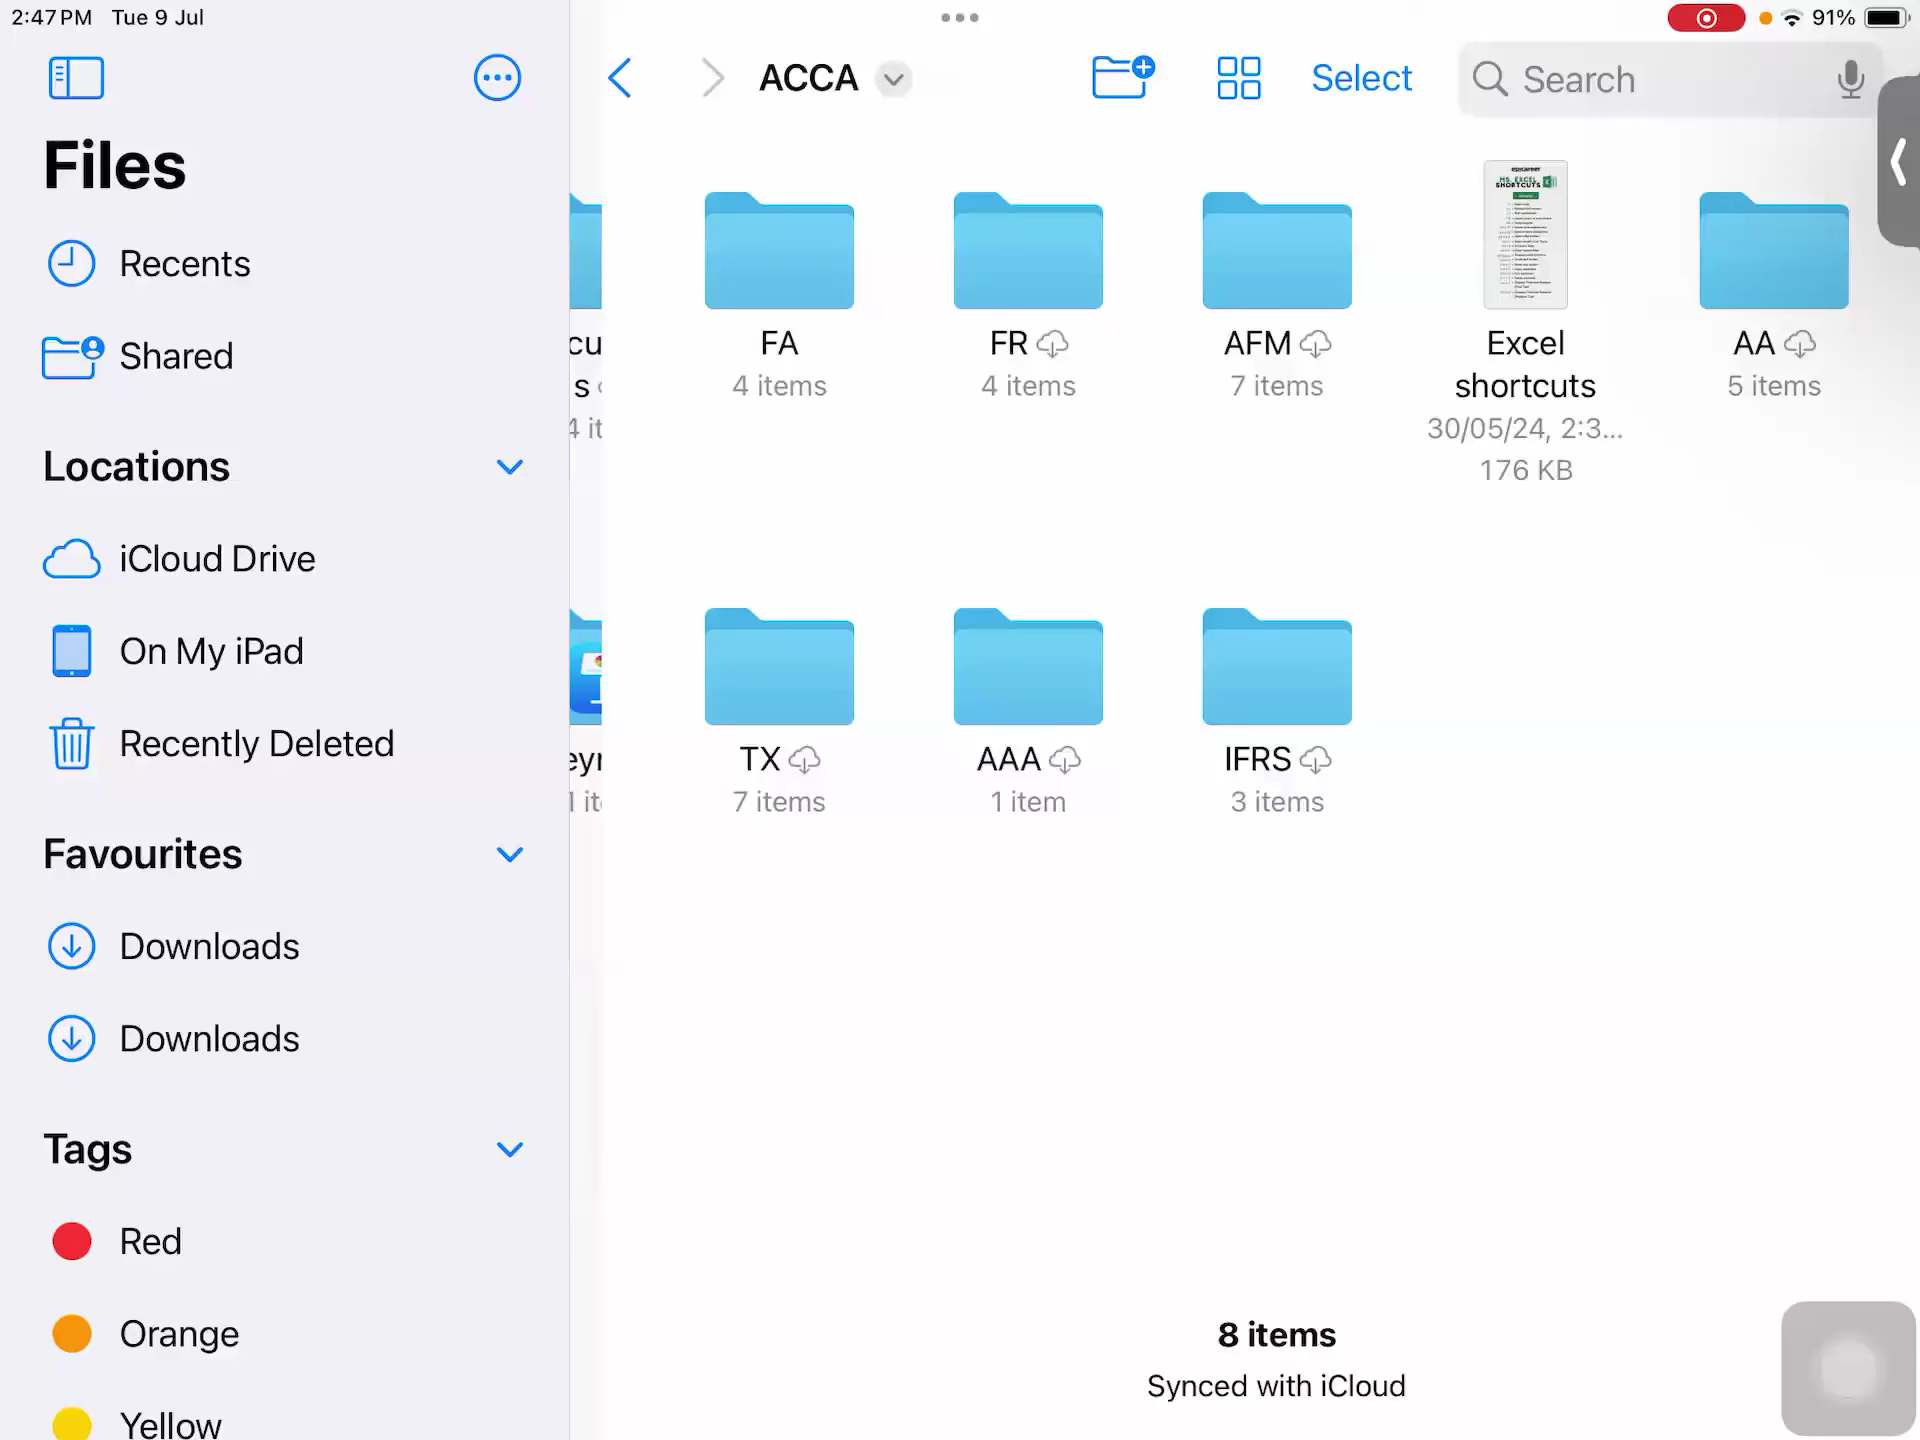 2:47 PM Tue 9 Jul
91%
Files
Recents
Shared
Locations
iCloud Drive
On My iPad
Recently Deleted
Favourites
Downloads
Downloads
Tags
Red
Orange
Yellow
ACCA
Select
Search
FA
4 items
FR
4 items
AFM
7 items
MS. EXCEL
SHORTCUTS
Excel
shortcuts
30/05/24, 2:3...
176 KB
AA
5 items
TX
7 items
AAA
1 item
IFRS
3 items
8 items
Synced with iCloud